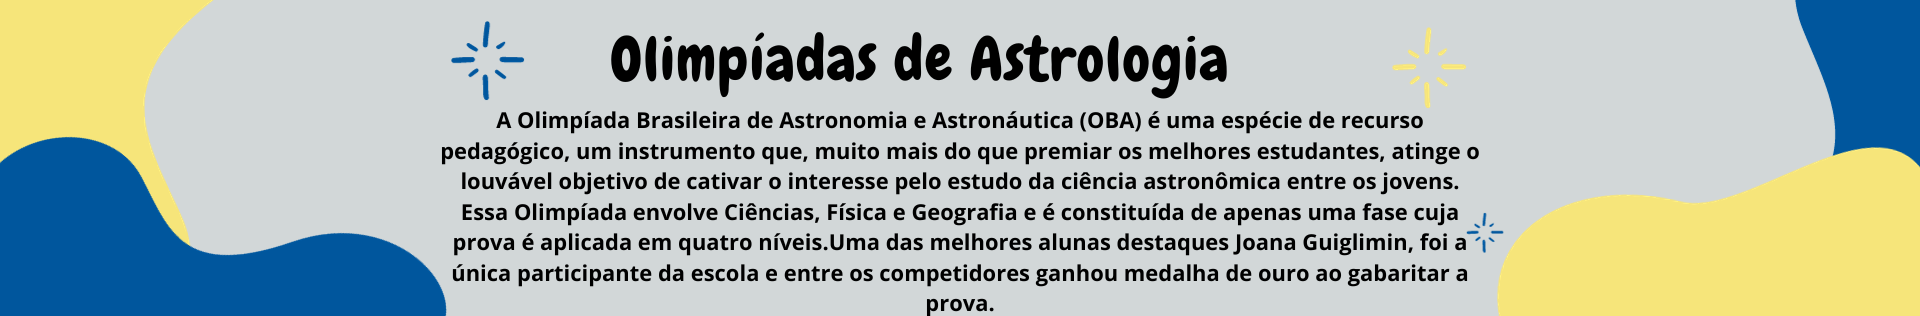 Olimpíadas de Astrologia
A Olimpíada Brasileira de Astronomia e Astronáutica (OBA) é uma espécie de recurso
pedagógico, um instrumento que, muito mais do que premiar os melhores estudantes, atinge o
louvável objetivo de cativar o interesse pelo estudo da ciência astronômica entre os jovens.
Essa Olimpíada envolve Ciências, Física e Geografia e é constituída de apenas uma fase cuja
prova é aplicada em quatro níveis.Uma das melhores alunas destaques Joana Guiglimin, foi a
única participante da escola e entre os competidores ganhou medalha de ouro ao gabaritar a
prova.